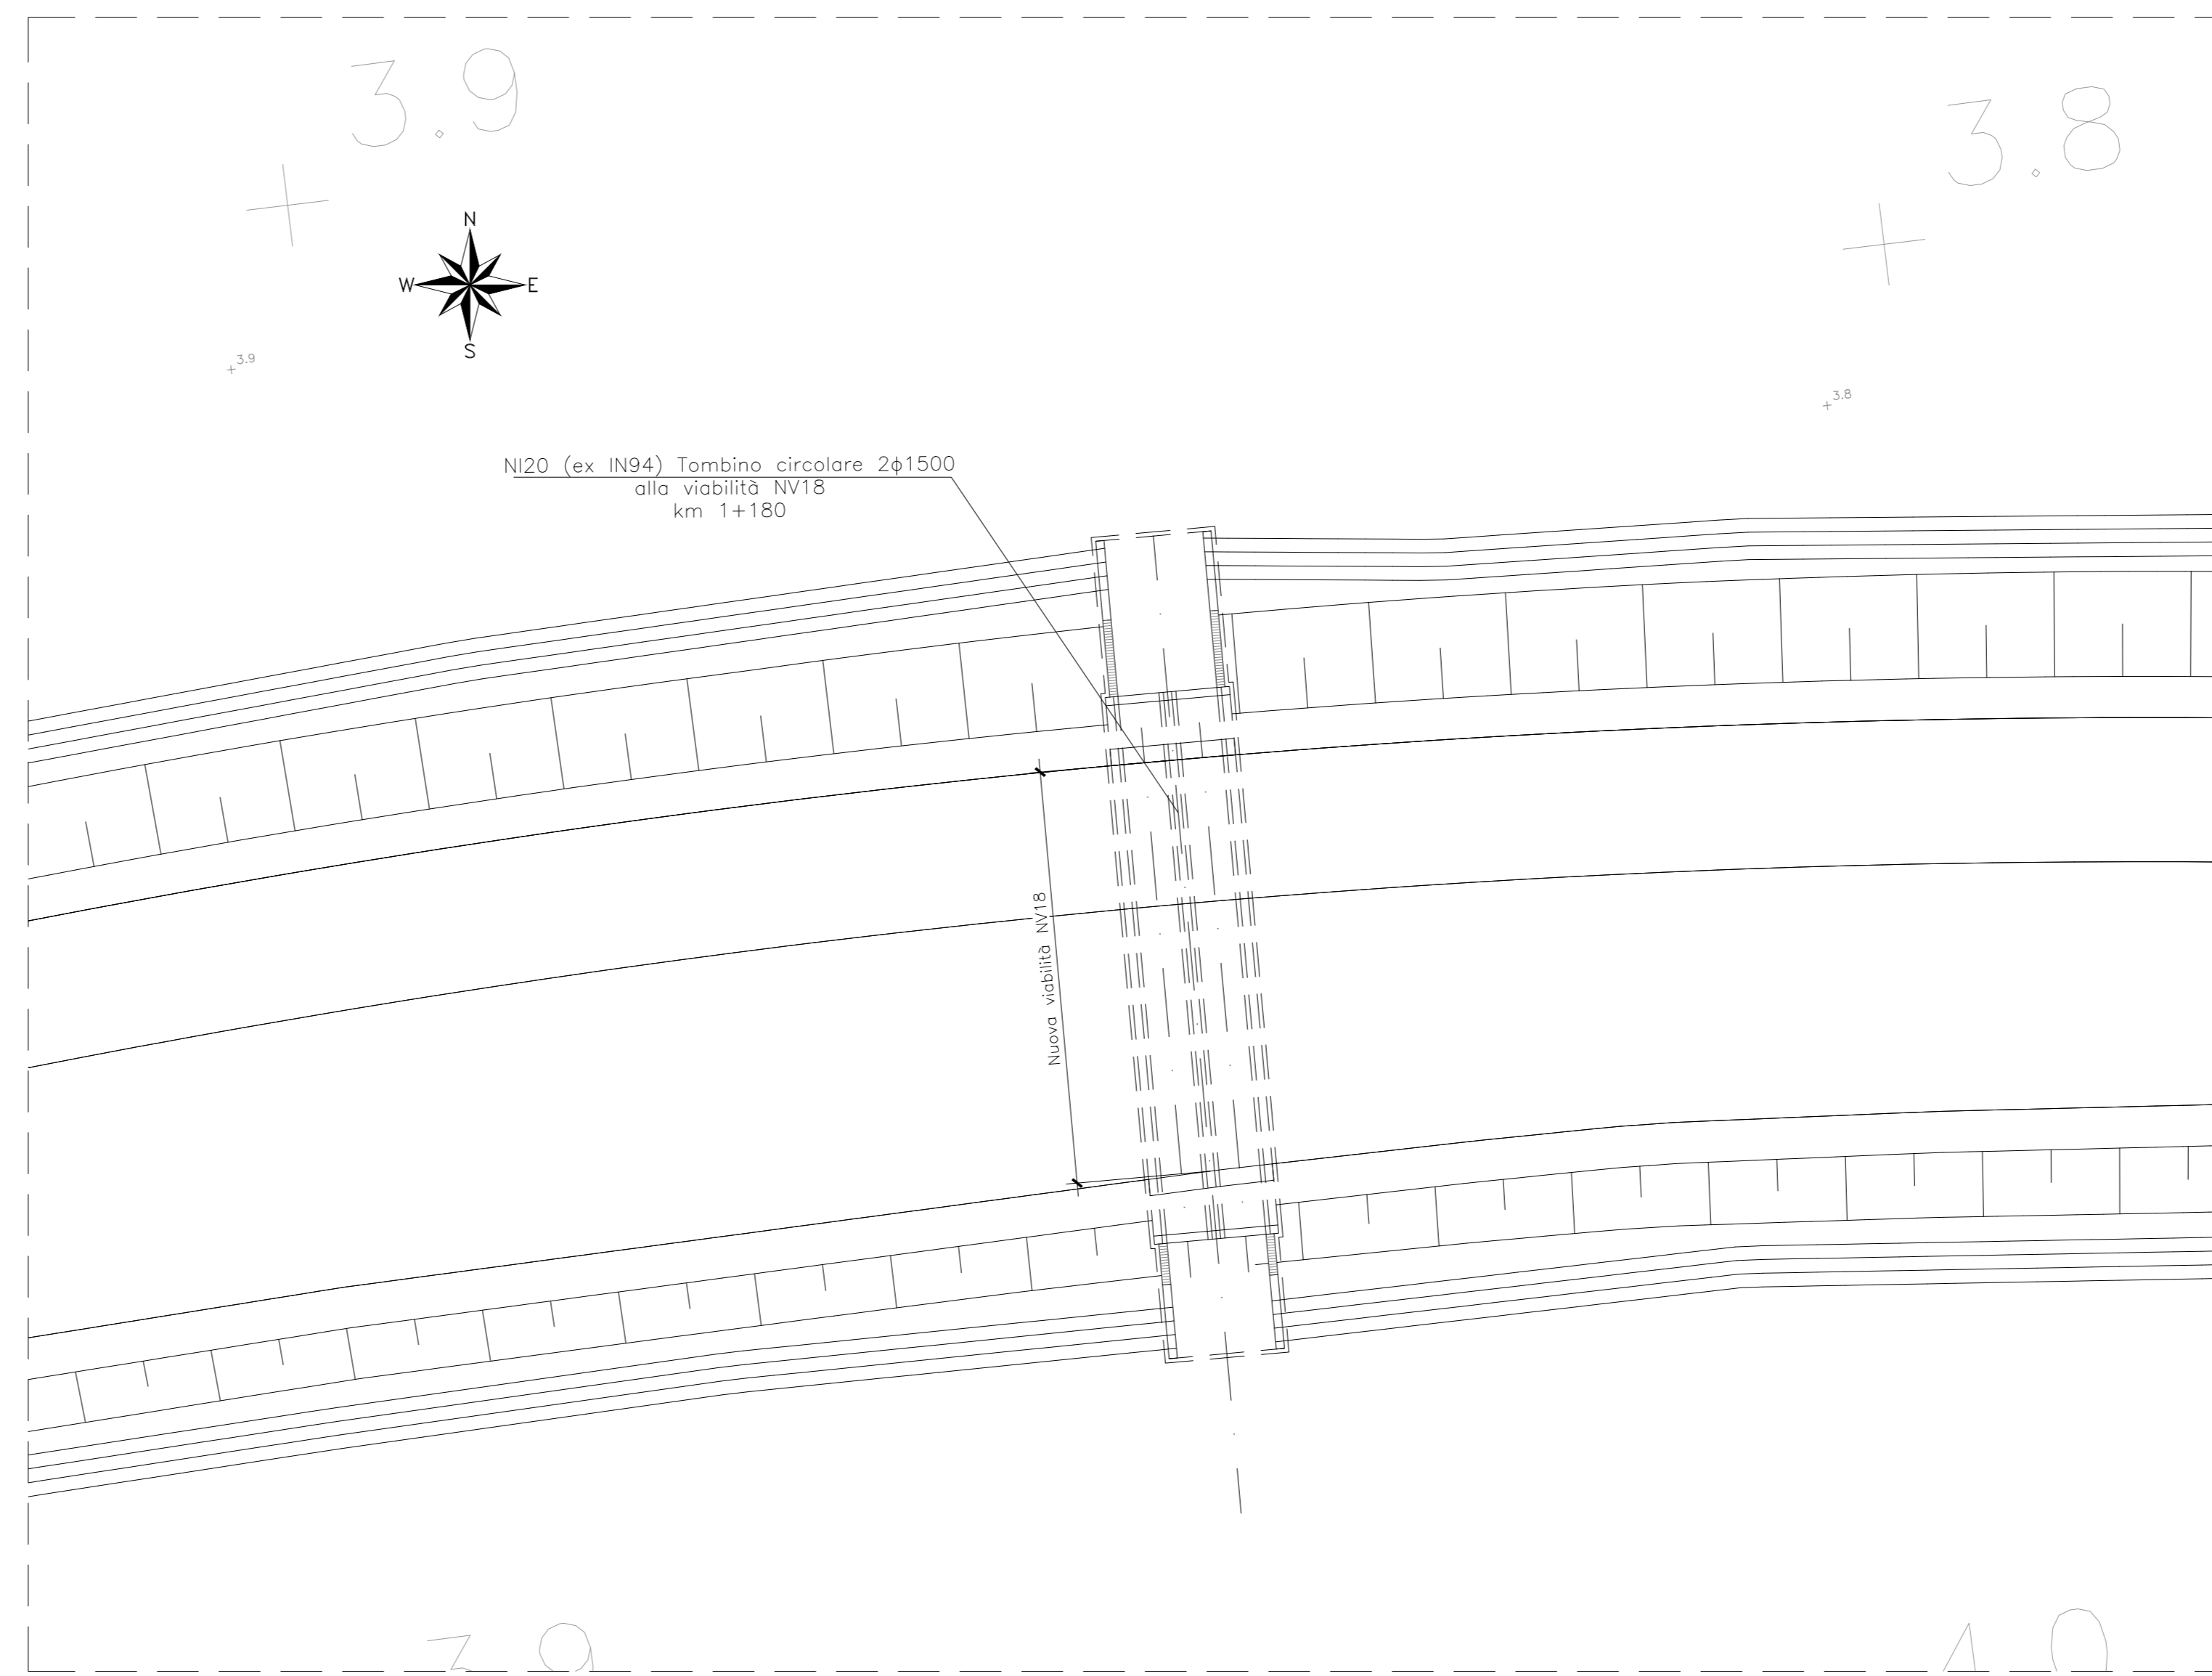 3.9
3.8
N
W E
S
3.9
3.8
NI20 (ex IN94) Tombino circolare 2ϕ1500
alla viabilità NV18
km 1+180
Nuova viabilità NV18